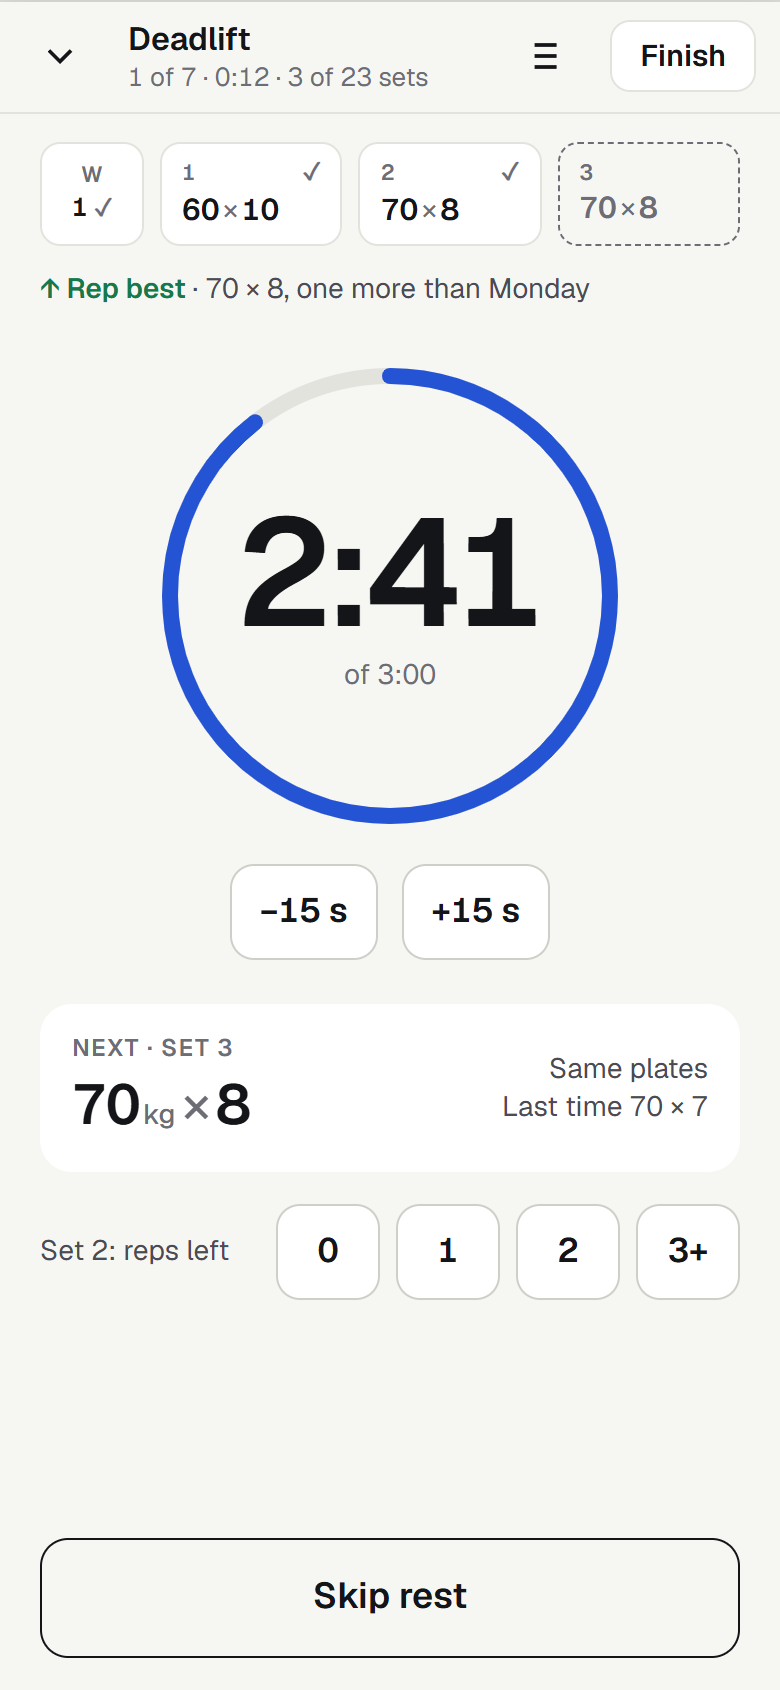 Deadlift
1 of 7 · 0:12 · 3 of 23 sets
Finish
W
1 ✓
1 ✓
60×10
2 ✓
70×8
3
70×8
↑ Rep best · 70 × 8, one more than Monday
2:41
of 3:00
−15 s
+15 s
NEXT · SET 3
70 kg × 8
Same plates
Last time 70 × 7
Set 2: reps left
0
1
2
3+
Skip rest